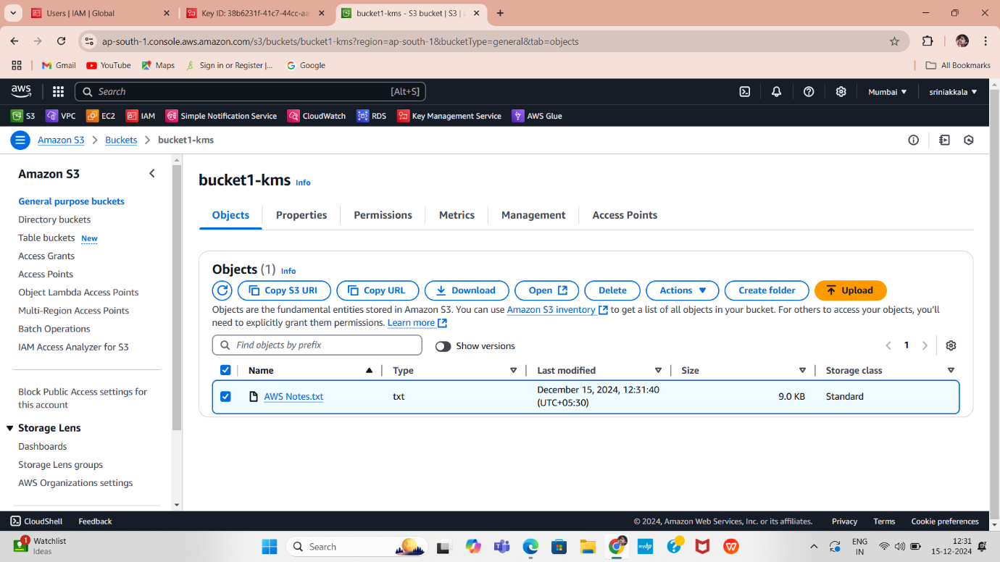 Users | IAM | Global
Key ID: 38b6231f-41c7-44cc-aa
bucket1-kms - S3 bucket | S3 |
ap-south-1.console.aws.amazon.com/s3/buckets/bucket1-kms?region=ap-south-1&bucketType=general&tab=objects
Gmail YouTube Maps Sign in or Register |... Google All Bookmarks
aws Search [Alt+S] Mumbai sriniakkala
S3 VPC EC2 IAM Simple Notification Service CloudWatch RDS Key Management Service AWS Glue
Amazon S3 > Buckets > bucket1-kms
Amazon S3
General purpose buckets
Directory buckets
Table buckets New
Access Grants
Access Points
Object Lambda Access Points
Multi-Region Access Points
Batch Operations
IAM Access Analyzer for S3
Block Public Access settings for
this account
Storage Lens
Dashboards
Storage Lens groups
AWS Organizations settings
bucket1-kms Info
Objects Properties Permissions Metrics Management Access Points
Objects (1) Info
Copy S3 URI Copy URL Download Open Delete Actions Create folder Upload
Objects are the fundamental entities stored in Amazon S3. You can use Amazon S3 inventory to get a list of all objects in your bucket. For others to access your objects, you'll
need to explicitly grant them permissions. Learn more
Find objects by prefix Show versions 1
Name Type Last modified Size Storage class
AWS Notes.txt txt December 15, 2024, 12:31:40 9.0 KB Standard
(UTC+05:30)
CloudShell Feedback © 2024, Amazon Web Services, Inc. or its affiliates. Privacy Terms Cookie preferences
1 Watchlist
Ideas
Search
myhp
ENG
IN
12:31
15-12-2024